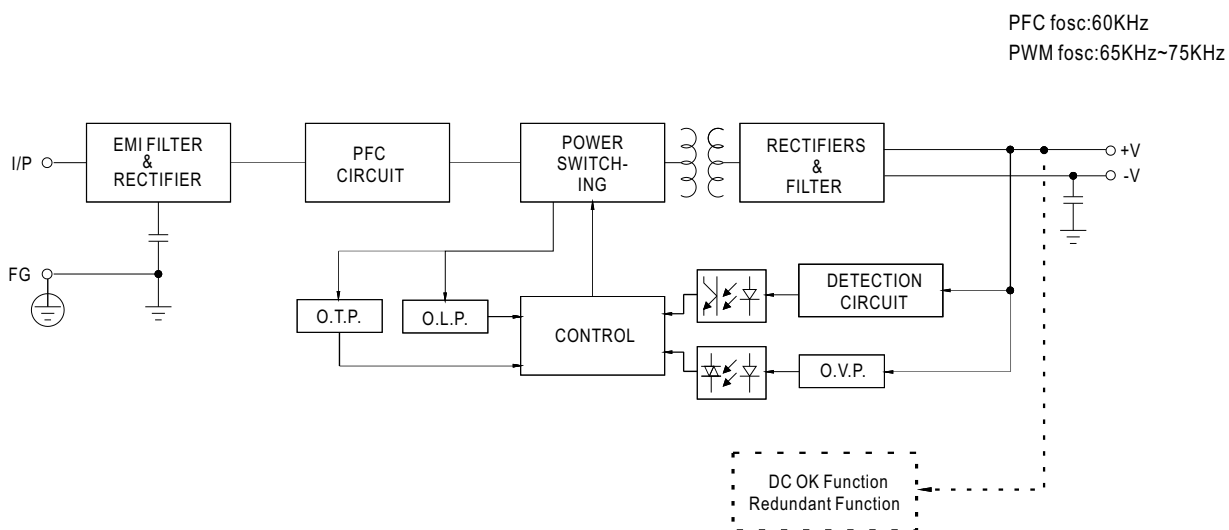 PFC fosc:60KHz
PWM fosc:65KHz~75KHz
I/P
EMI FILTER
&
RECTIFIER
PFC
CIRCUIT
POWER
SWITCH-
ING
RECTIFIERS
&
FILTER
+V
-V
FG
O.T.P.
O.L.P.
CONTROL
DETECTION
CIRCUIT
O.V.P.
DC OK Function
Redundant Function